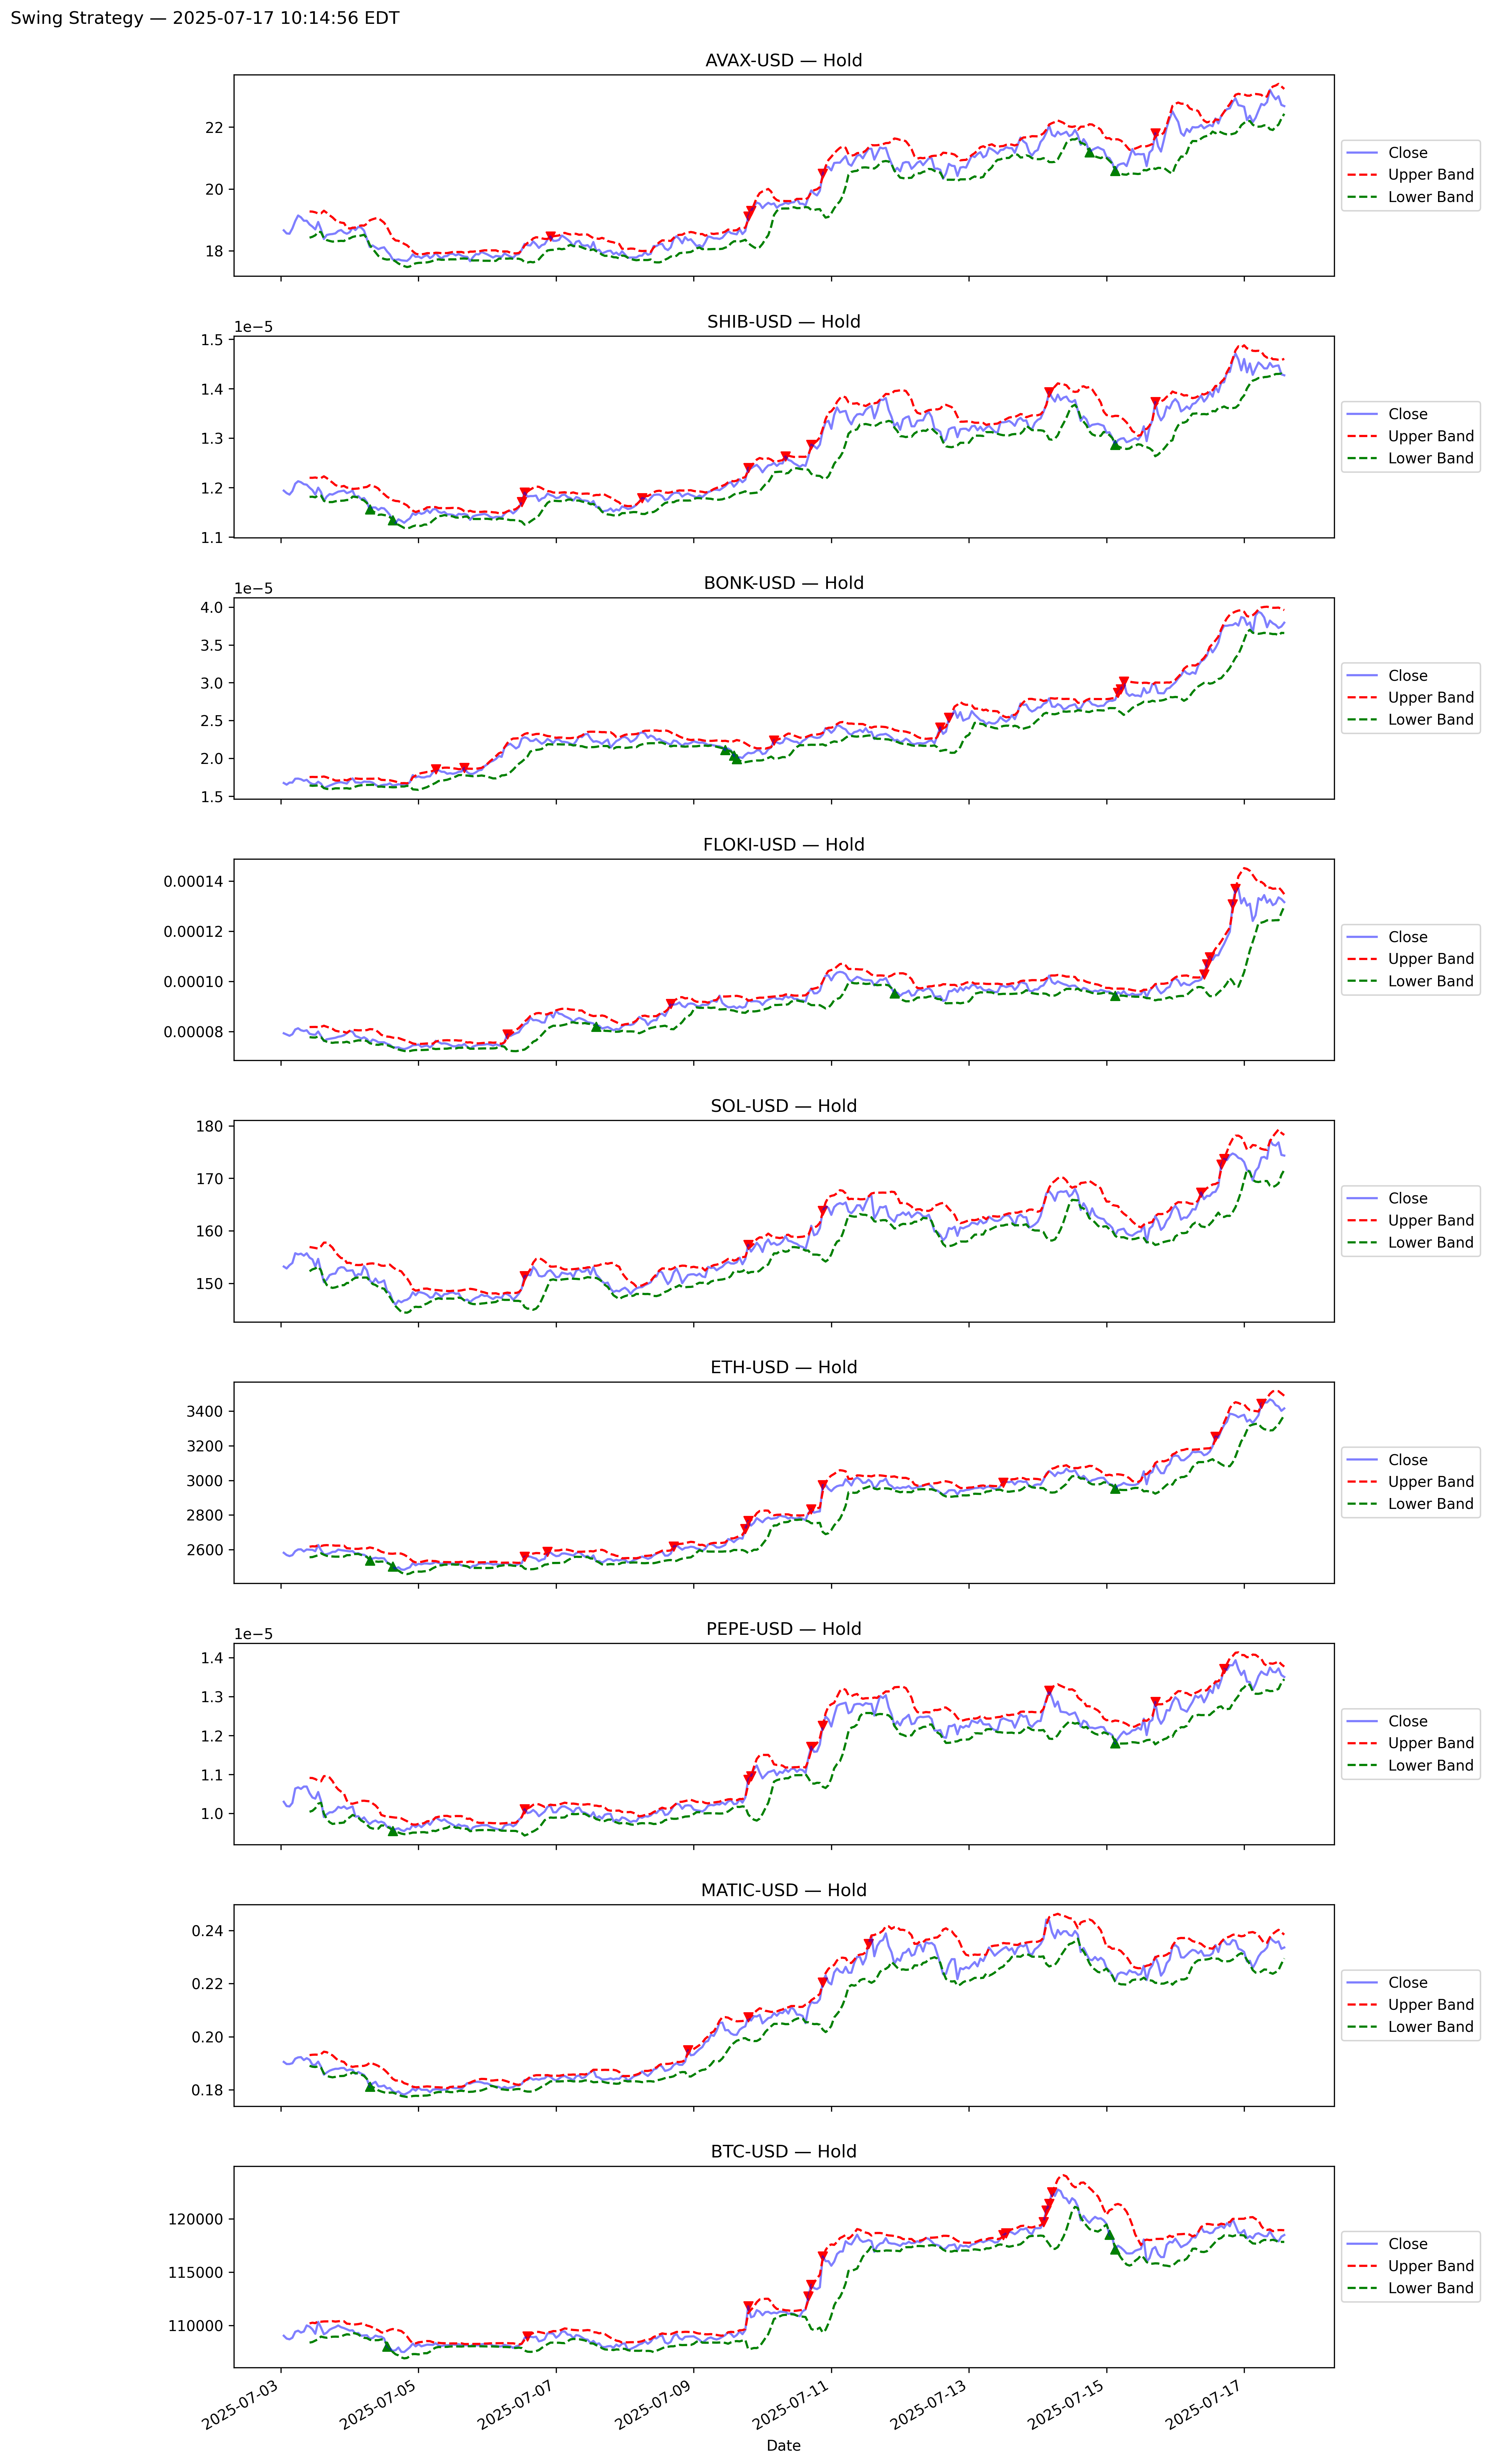 Swing Strategy — 2025-07-17 10:14:56 EDT
AVAX-USD — Hold
22
20
18
Close
Upper Band
Lower Band
SHIB-USD — Hold
1e−5
1.5
1.4
1.3
1.2
1.1
Close
Upper Band
Lower Band
BONK-USD — Hold
1e−5
4.0
3.5
3.0
2.5
2.0
1.5
Close
Upper Band
Lower Band
FLOKI-USD — Hold
0.00014
0.00012
0.00010
0.00008
Close
Upper Band
Lower Band
SOL-USD — Hold
180
170
160
150
Close
Upper Band
Lower Band
ETH-USD — Hold
3400
3200
3000
2800
2600
Close
Upper Band
Lower Band
PEPE-USD — Hold
1e−5
1.4
1.3
1.2
1.1
1.0
Close
Upper Band
Lower Band
MATIC-USD — Hold
0.24
0.22
0.20
0.18
Close
Upper Band
Lower Band
BTC-USD — Hold
120000
115000
110000
Close
Upper Band
Lower Band
2025-07-03
2025-07-05
2025-07-07
2025-07-09
2025-07-11
2025-07-13
2025-07-15
2025-07-17
Date